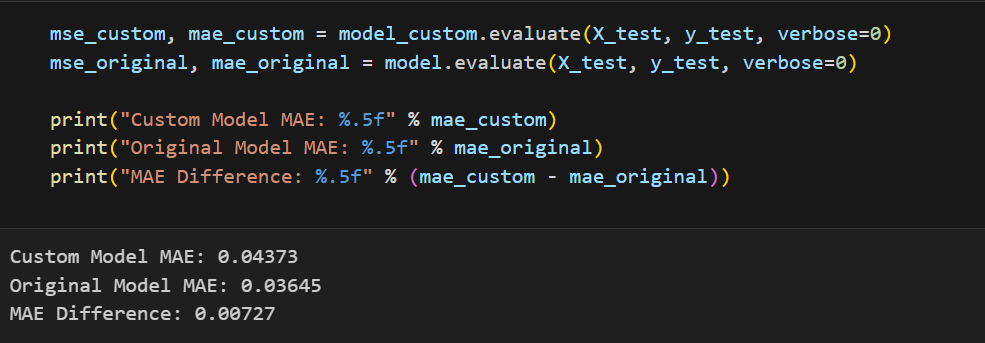 mse_custom, mae_custom = model_custom.evaluate(X_test, y_test, verbose=0)
mse_original, mae_original = model.evaluate(X_test, y_test, verbose=0)
print("Custom Model MAE: %.5f" % mae_custom)
print("Original Model MAE: %.5f" % mae_original)
print("MAE Difference: %.5f" % (mae_custom - mae_original))
Custom Model MAE: 0.04373
Original Model MAE: 0.03645
MAE Difference: 0.00727